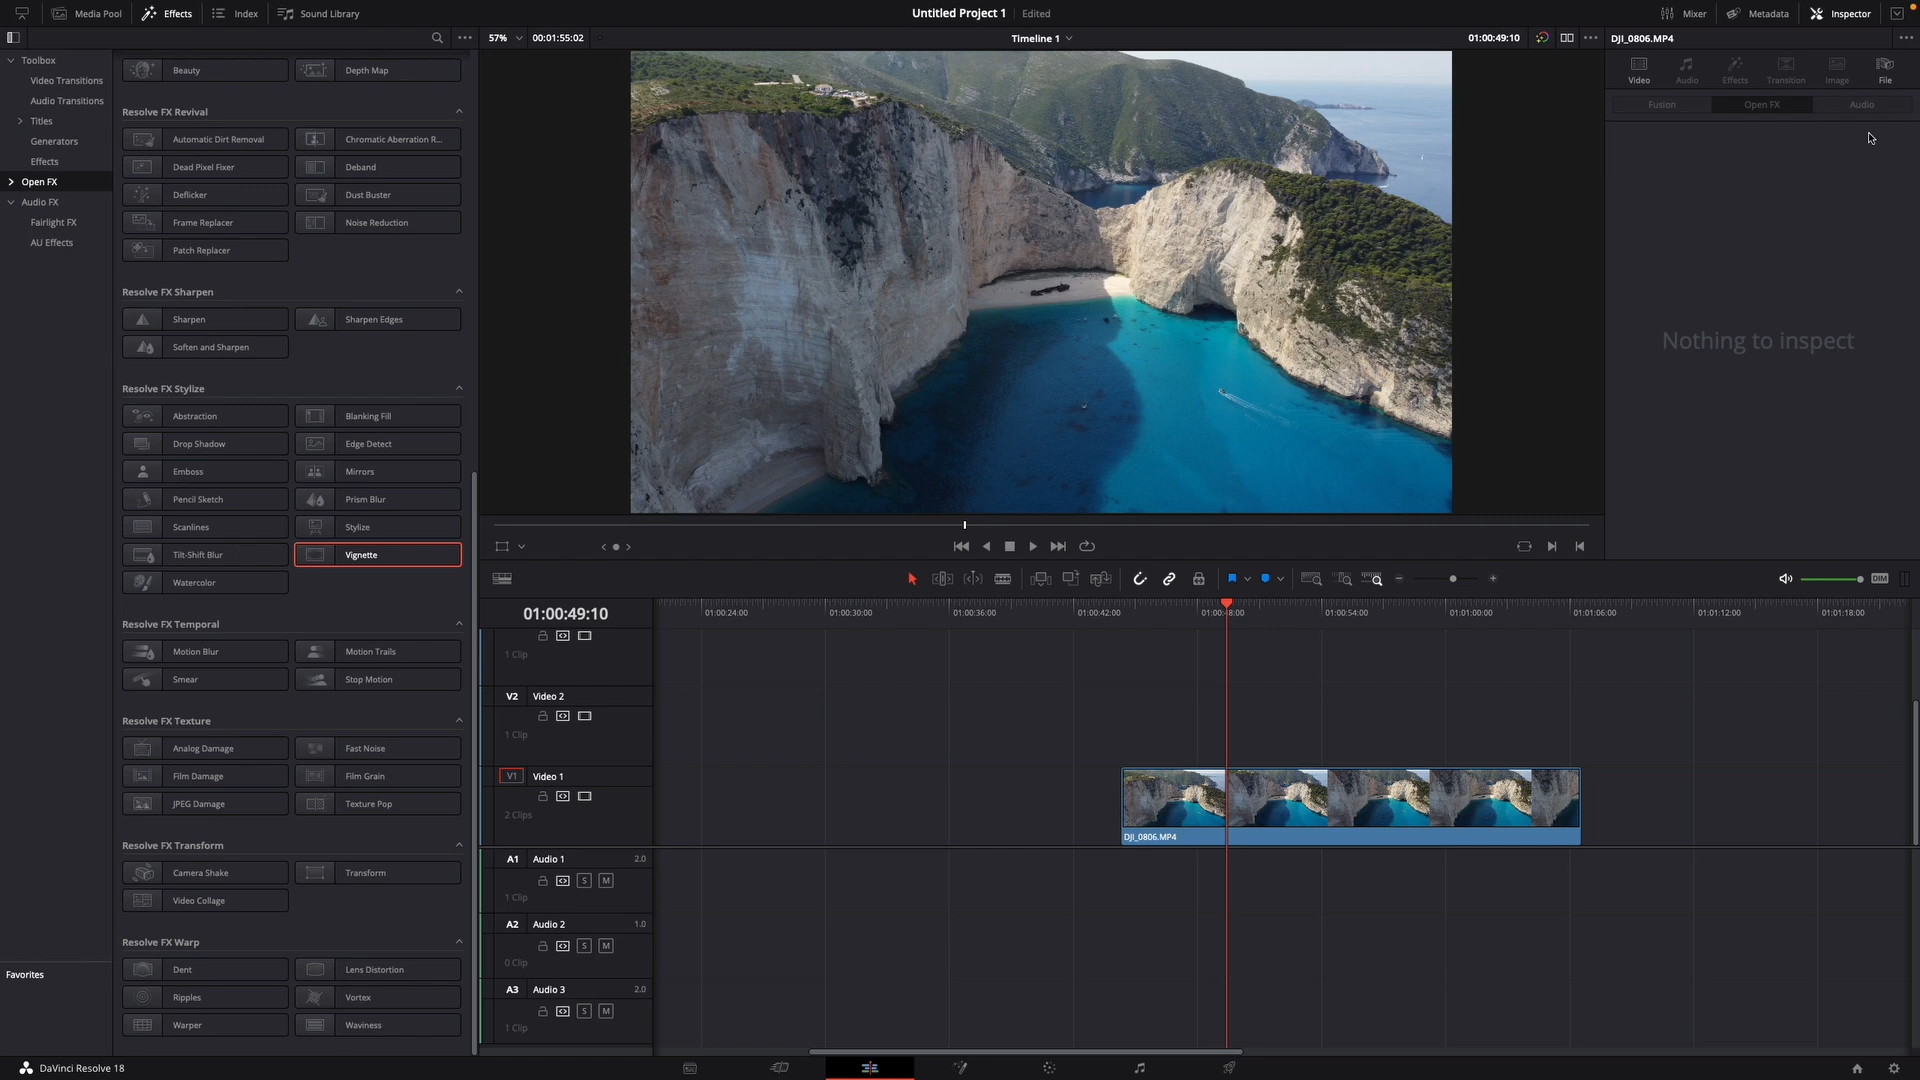 Media Pool
Effects
Index
Sound Library
Untitled Project 1
Edited
Mixer
Metadata
Inspector
57%
00:01:55:02
Timeline 1
01:00:49:10
DJI_0806.MP4
Toolbox
Video Transitions
Audio Transitions
Titles
Generators
Effects
Open FX
Audio FX
Fairlight FX
AU Effects
Favorites
Beauty
Depth Map
Resolve FX Revival
Automatic Dirt Removal
Chromatic Aberration R...
Dead Pixel Fixer
Deband
Deflicker
Dust Buster
Frame Replacer
Noise Reduction
Patch Replacer
Resolve FX Sharpen
Sharpen
Sharpen Edges
Soften and Sharpen
Resolve FX Stylize
Abstraction
Blanking Fill
Drop Shadow
Edge Detect
Emboss
Mirrors
Pencil Sketch
Prism Blur
Scanlines
Stylize
Tilt-Shift Blur
Vignette
Watercolor
Resolve FX Temporal
Motion Blur
Motion Trails
Smear
Stop Motion
Resolve FX Texture
Analog Damage
Fast Noise
Film Damage
Film Grain
JPEG Damage
Texture Pop
Resolve FX Transform
Camera Shake
Transform
Video Collage
Resolve FX Warp
Dent
Lens Distortion
Ripples
Vortex
Warper
Waviness
Video
Audio
Effects
Transition
Image
File
Fusion
Open FX
Audio
Nothing to inspect
DIM
01:00:49:10
01:00:24:00
01:00:30:00
01:00:36:00
01:00:42:00
01:00:48:00
01:00:54:00
01:01:00:00
01:01:06:00
01:01:12:00
01:01:18:00
1 Clip
V2
Video 2
1 Clip
V1
Video 1
2 Clips
DJI_0806.MP4
A1
Audio 1
2.0
S
M
1 Clip
A2
Audio 2
1.0
S
M
0 Clip
A3
Audio 3
2.0
S
M
1 Clip
DaVinci Resolve 18